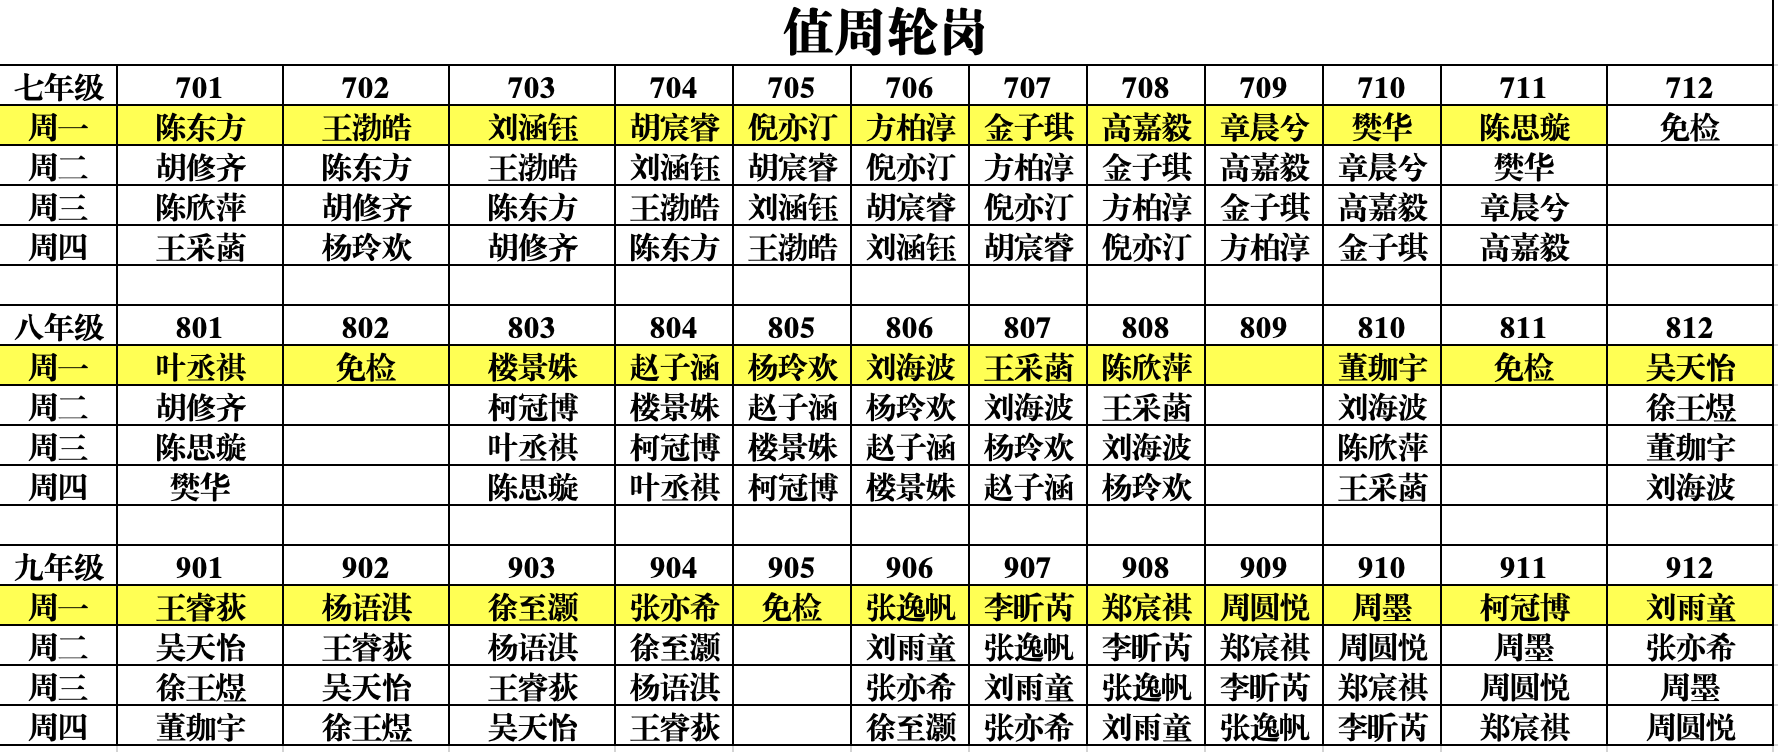 值周轮岗
七年级 701 702 703 704 705 706 707 708 709 710 711 712
周一 陈东方 王渤皓 刘涵钰 胡宸睿 倪亦汀 方柏淳 金子琪 高嘉毅 章晨兮 樊华 陈思璇 免检
周二 胡修齐 陈东方 王渤皓 刘涵钰 胡宸睿 倪亦汀 方柏淳 金子琪 高嘉毅 章晨兮 樊华
周三 陈欣萍 胡修齐 陈东方 王渤皓 刘涵钰 胡宸睿 倪亦汀 方柏淳 金子琪 高嘉毅 章晨兮
周四 王采菡 杨玲欢 胡修齐 陈东方 王渤皓 刘涵钰 胡宸睿 倪亦汀 方柏淳 金子琪 高嘉毅
八年级 801 802 803 804 805 806 807 808 809 810 811 812
周一 叶丞祺 免检 楼景姝 赵子涵 杨玲欢 刘海波 王采菡 陈欣萍 董珈宇 免检 吴天怡
周二 胡修齐 柯冠博 楼景姝 赵子涵 杨玲欢 刘海波 王采菡 刘海波 徐王煜
周三 陈思璇 叶丞祺 柯冠博 楼景姝 赵子涵 杨玲欢 刘海波 陈欣萍 董珈宇
周四 樊华 陈思璇 叶丞祺 柯冠博 楼景姝 赵子涵 杨玲欢 王采菡 刘海波
九年级 901 902 903 904 905 906 907 908 909 910 911 912
周一 王睿荻 杨语淇 徐至灏 张亦希 免检 张逸帆 李昕芮 郑宸祺 周圆悦 周墨 柯冠博 刘雨童
周二 吴天怡 王睿荻 杨语淇 徐至灏 刘雨童 张逸帆 李昕芮 郑宸祺 周圆悦 周墨 张亦希
周三 徐王煜 吴天怡 王睿荻 杨语淇 张亦希 刘雨童 张逸帆 李昕芮 郑宸祺 周圆悦 周墨
周四 董珈宇 徐王煜 吴天怡 王睿荻 徐至灏 张亦希 刘雨童 张逸帆 李昕芮 郑宸祺 周圆悦